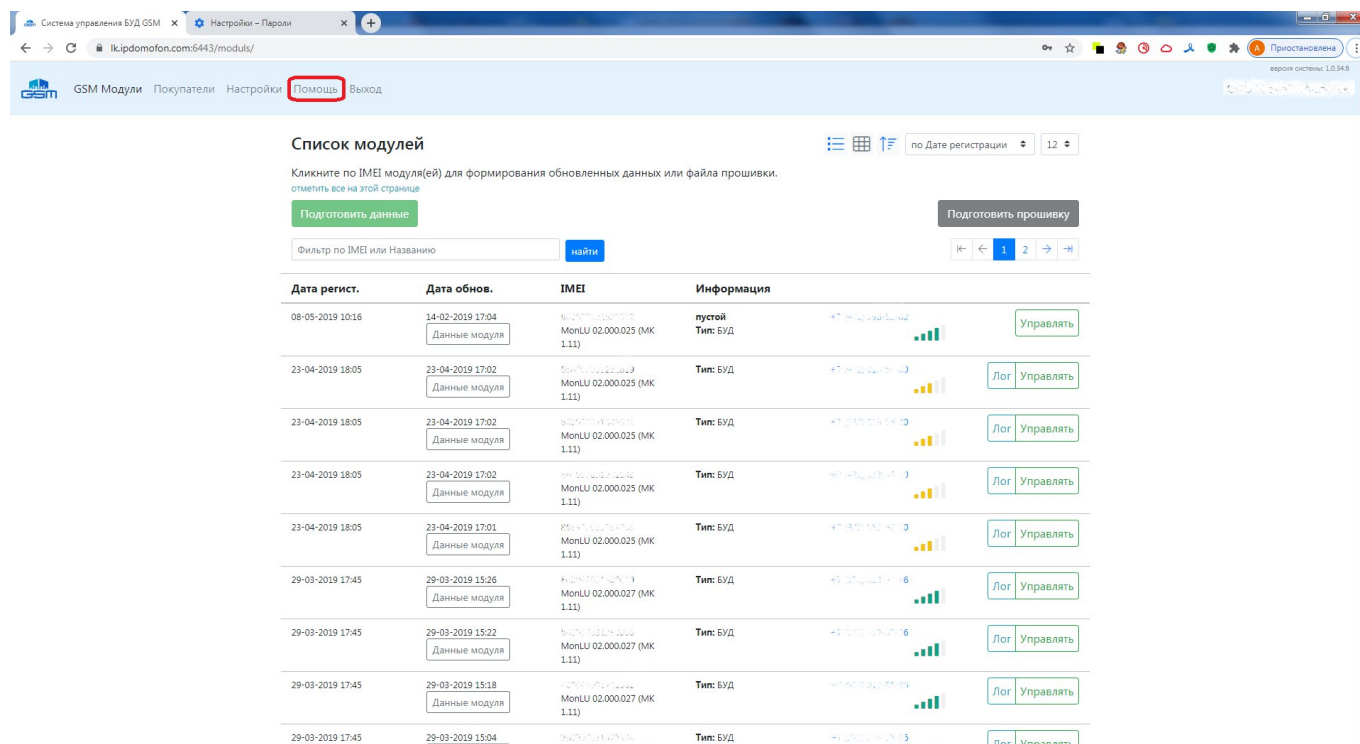 Система управления БУД GSM
Настройки – Пароли
lk.ipdomofon.com:6443/moduls/
А Приостановлена
версия системы: 1.0.34.6
GSM
GSM Модули Покупатели Настройки Помощь Выход
Список модулей
по Дате регистрации 12
Кликните по IMEI модуля(ей) для формирования обновленных данных или файла прошивки.
отметить все на этой странице
Подготовить данные Подготовить прошивку
Фильтр по IMEI или Названию найти 1 2
Дата регист. Дата обнов. IMEI Информация
08-05-2019 10:16 14-02-2019 17:04 пустой
Данные модуля MonLU 02.000.025 (МК 1.11) Тип: БУД Управлять
23-04-2019 18:05 23-04-2019 17:02 Тип: БУД
Данные модуля MonLU 02.000.025 (МК 1.11) Лог Управлять
23-04-2019 18:05 23-04-2019 17:02 Тип: БУД
Данные модуля MonLU 02.000.025 (МК 1.11) Лог Управлять
23-04-2019 18:05 23-04-2019 17:02 Тип: БУД
Данные модуля MonLU 02.000.025 (МК 1.11) Лог Управлять
23-04-2019 18:05 23-04-2019 17:01 Тип: БУД
Данные модуля MonLU 02.000.025 (МК 1.11) Лог Управлять
29-03-2019 17:45 29-03-2019 15:26 Тип: БУД
Данные модуля MonLU 02.000.027 (МК 1.11) Лог Управлять
29-03-2019 17:45 29-03-2019 15:22 Тип: БУД
Данные модуля MonLU 02.000.027 (МК 1.11) Лог Управлять
29-03-2019 17:45 29-03-2019 15:18 Тип: БУД
Данные модуля MonLU 02.000.027 (МК 1.11) Лог Управлять
29-03-2019 17:45 29-03-2019 15:04 Тип: БУД
Лог Управлять